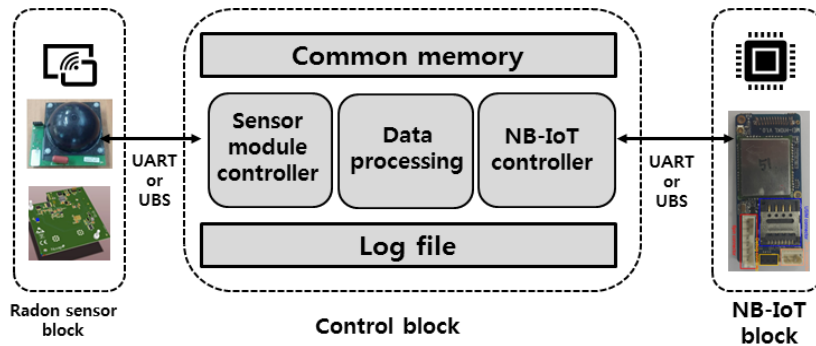 Common memory
Sensor
module
controller
Data
processing
NB-IoT
controller
UART
or
UBS
UART
or
UBS
Log file
Radon sensor
block
Control block
NB-IoT
block